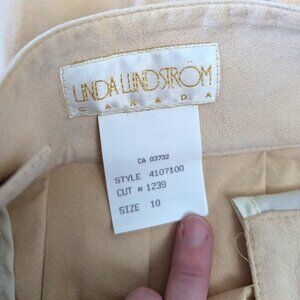 LINDA LUNDSTRÖM
CANADA
CA 03732
STYLE 4107100
CUT # 1239
SIZE 10